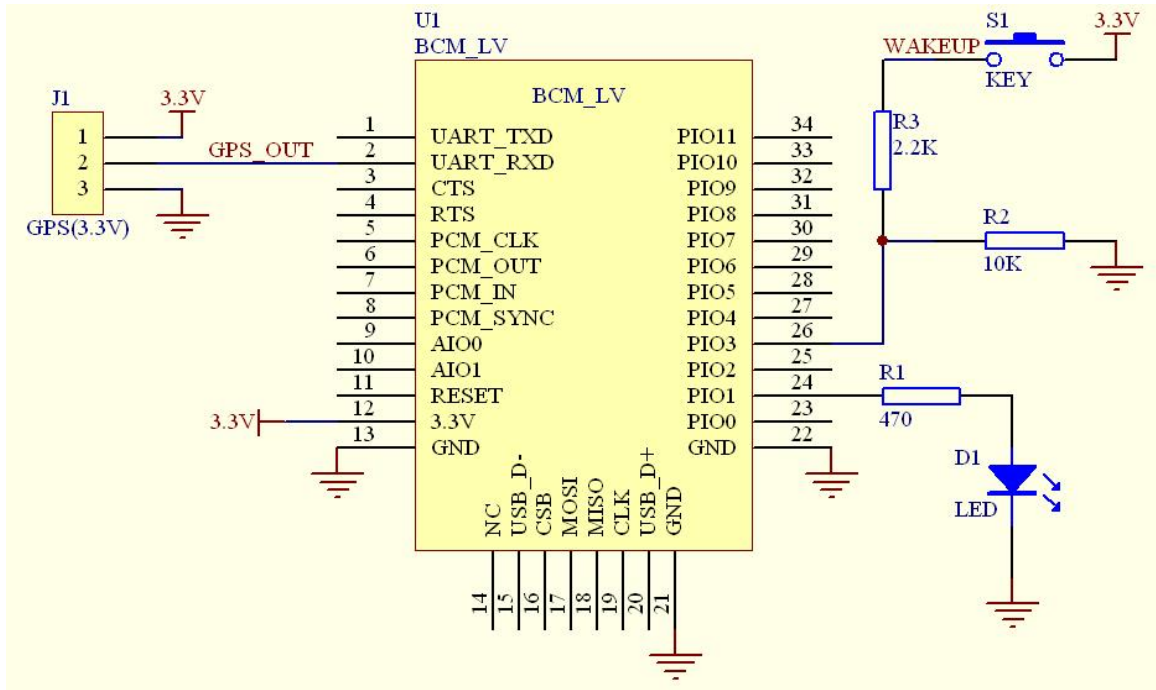 U1
BCM_LV
BCM_LV
J1
3.3V
1
2
3
GPS_OUT
GPS(3.3V)
1 UART_TXD
2 UART_RXD
3 CTS
4 RTS
5 PCM_CLK
6 PCM_OUT
7 PCM_IN
8 PCM_SYNC
9 AIO0
10 AIO1
11 RESET
3.3V 12 3.3V
13 GND
PIO11 34
PIO10 33
PIO9 32
PIO8 31
PIO7 30
PIO6 29
PIO5 28
PIO4 27
PIO3 26
PIO2 25
PIO1 24
PIO0 23
GND 22
NC 14
USB_D- 15
CSB 16
MOSI 17
MISO 18
CLK 19
USB_D+ 20
GND 21
S1
3.3V
WAKEUP
KEY
R3
2.2K
R2
10K
R1
470
D1
LED